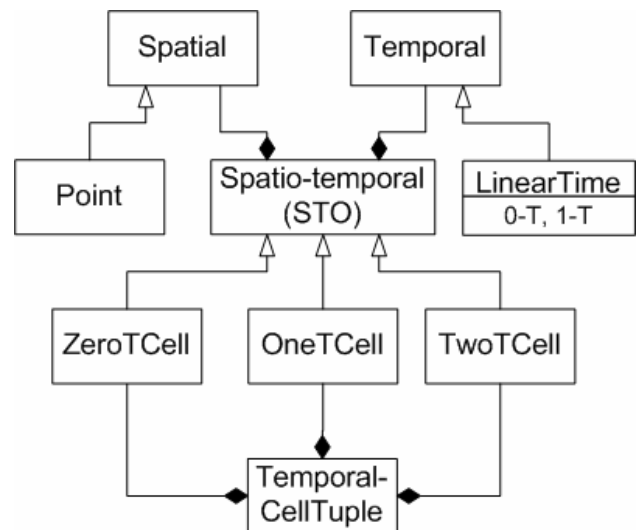 Spatial
Temporal
Point
Spatio-temporal
(STO)
LinearTime
0-T, 1-T
ZeroTCell
OneTCell
TwoTCell
Temporal-
CellTuple